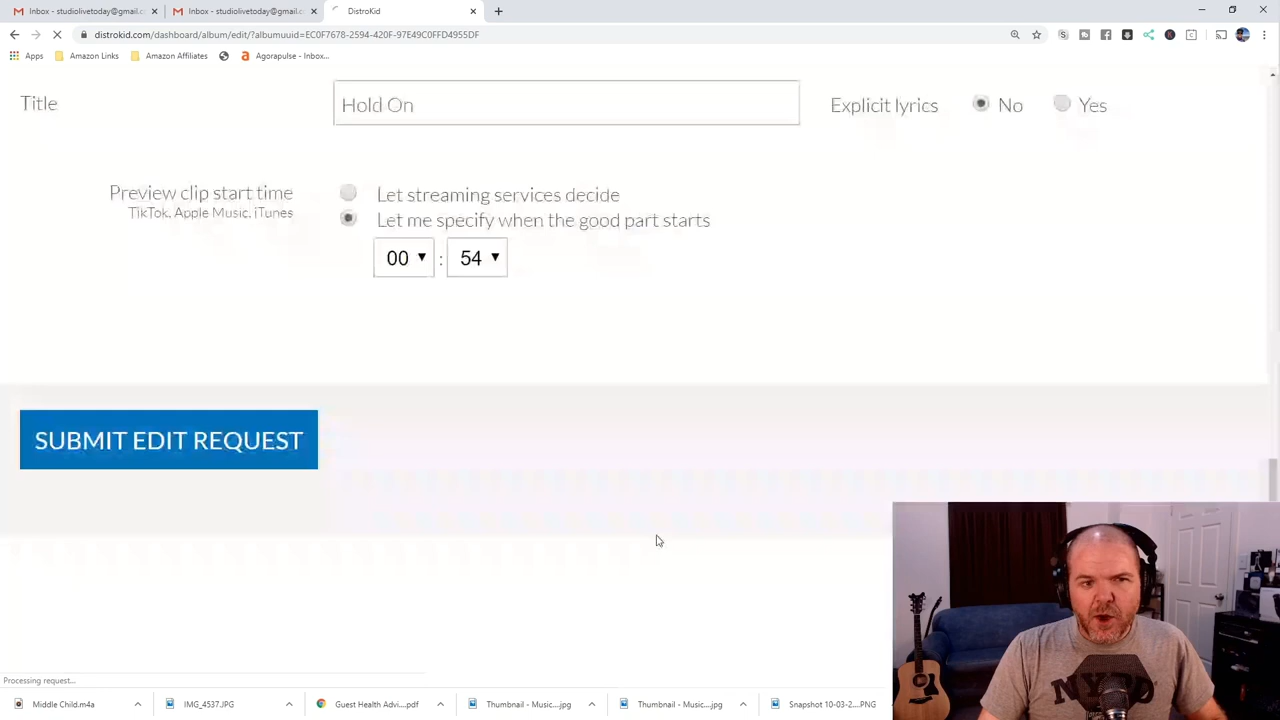 Inbox - studiolivetoday@gmail.cc
Inbox - studiolivetoday@gmail.cc
DistroKid
distrokid.com/dashboard/album/edit/?albumuuid=EC0F7678-2594-420F-97E49C0FFD4955DF
Apps
Amazon Links
Amazon Affiliates
Agorapulse - Inbox...
Title
Hold On
Explicit lyrics
No
Yes
Preview clip start time
TikTok, Apple Music, iTunes
Let streaming services decide
Let me specify when the good part starts
00 : 54
SUBMIT EDIT REQUEST
Processing request...
Middle Child.m4a
IMG_4537.JPG
Guest Health Advi....pdf
Thumbnail - Music....jpg
Thumbnail - Music....jpg
Snapshot 10-03-2....PNG